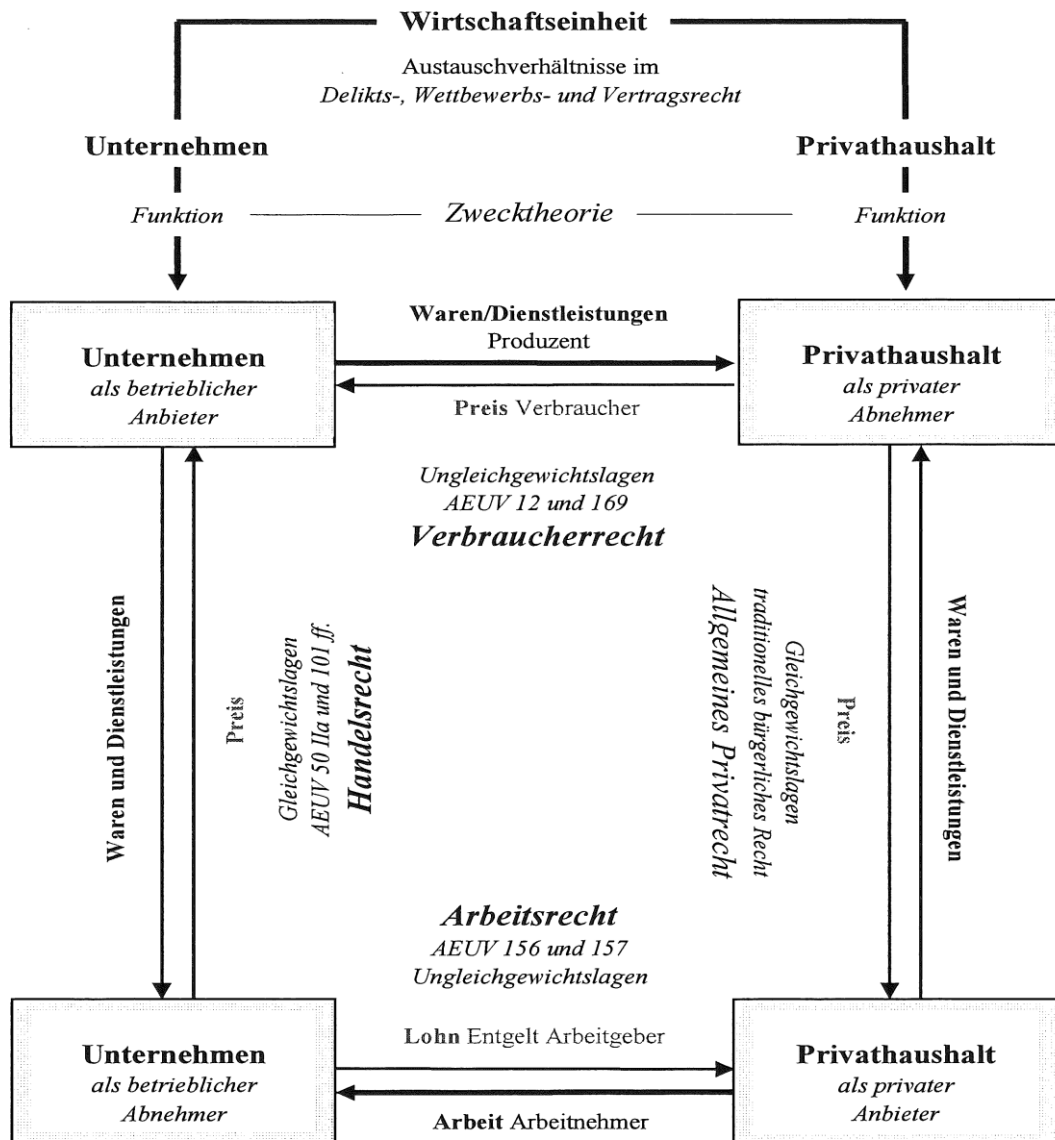 Wirtschaftseinheit
Austauschverhältnisse im
Delikts-, Wettbewerbs- und Vertragsrecht
Unternehmen
Privathaushalt
Funktion
Zwecktheorie
Funktion
Unternehmen
als betrieblicher
Anbieter
Waren/Dienstleistungen
Produzent
Preis Verbraucher
Privathaushalt
als privater
Abnehmer
Ungleichgewichtslagen
AEUV 12 und 169
Verbraucherrecht
Waren und Dienstleistungen
Preis
Gleichgewichtslagen
AEUV 50 IIa und 101 ff.
Handelsrecht
Gleichgewichtslagen
traditionelles bürgerliches Recht
Allgemeines Privatrecht
Preis
Waren und Dienstleistungen
Arbeitsrecht
AEUV 156 und 157
Ungleichgewichtslagen
Unternehmen
als betrieblicher
Abnehmer
Lohn Entgelt Arbeitgeber
Arbeit Arbeitnehmer
Privathaushalt
als privater
Anbieter